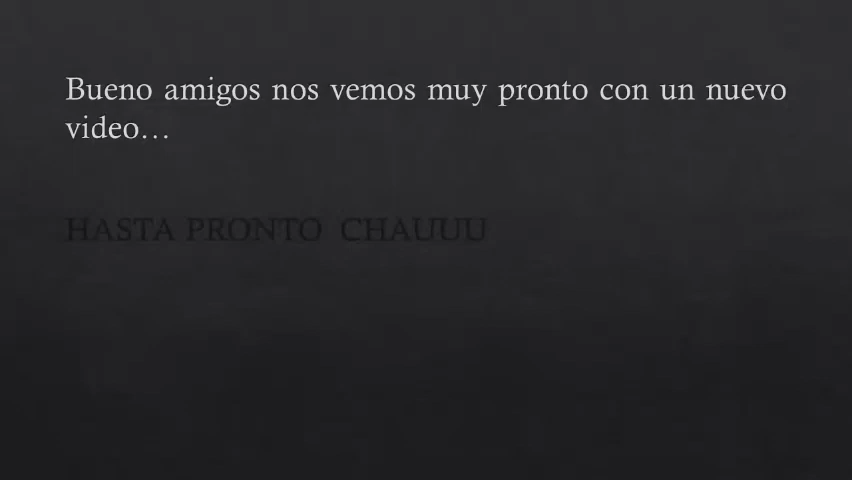 Bueno amigos nos vemos muy pronto con un nuevo
video…
HASTA PRONTO CHAUUU